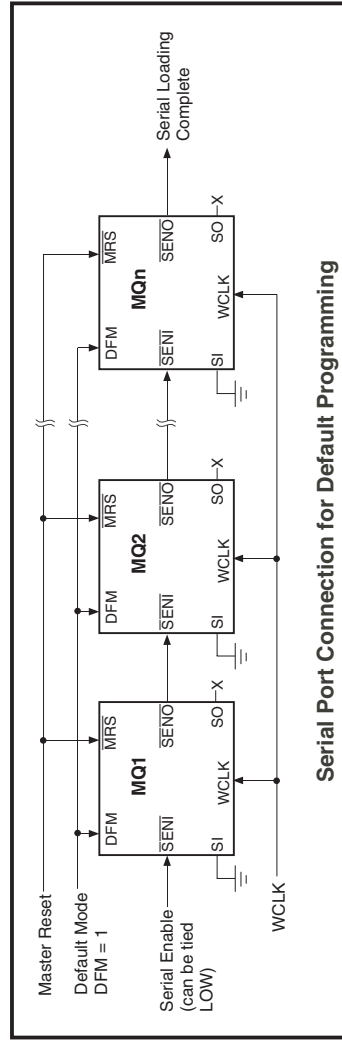 Master Reset
Default Mode
DFM = 1
Serial Enable
(can be tied
LOW)
DFM
MRS
MQ1
SENI
SENO
SI
WCLK
SO
X
DFM
MRS
MQ2
SENI
SENO
SI
WCLK
SO
X
DFM
MRS
MQn
SENI
SENO
SI
WCLK
SO
X
Serial Loading
Complete
WCLK
Serial Port Connection for Default Programming